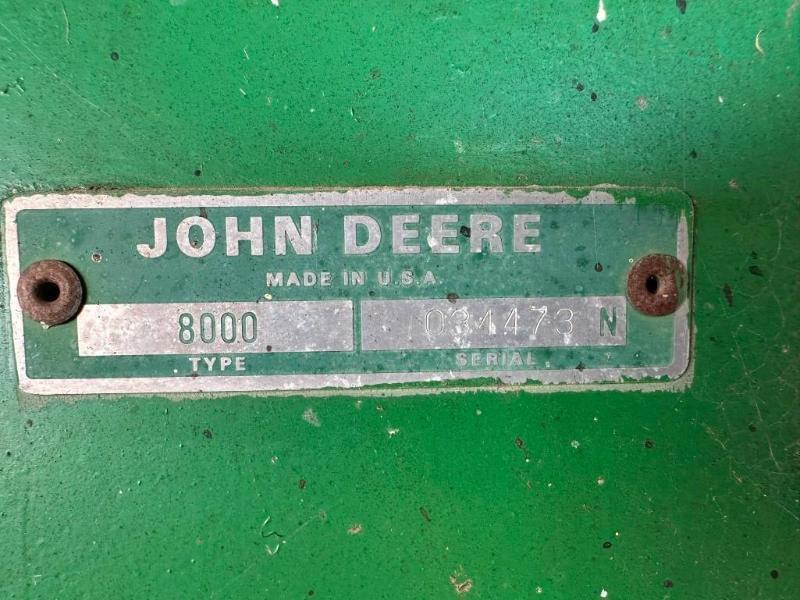 JOHN DEERE
MADE IN U.S.A.
8000 034473 N
TYPE SERIAL